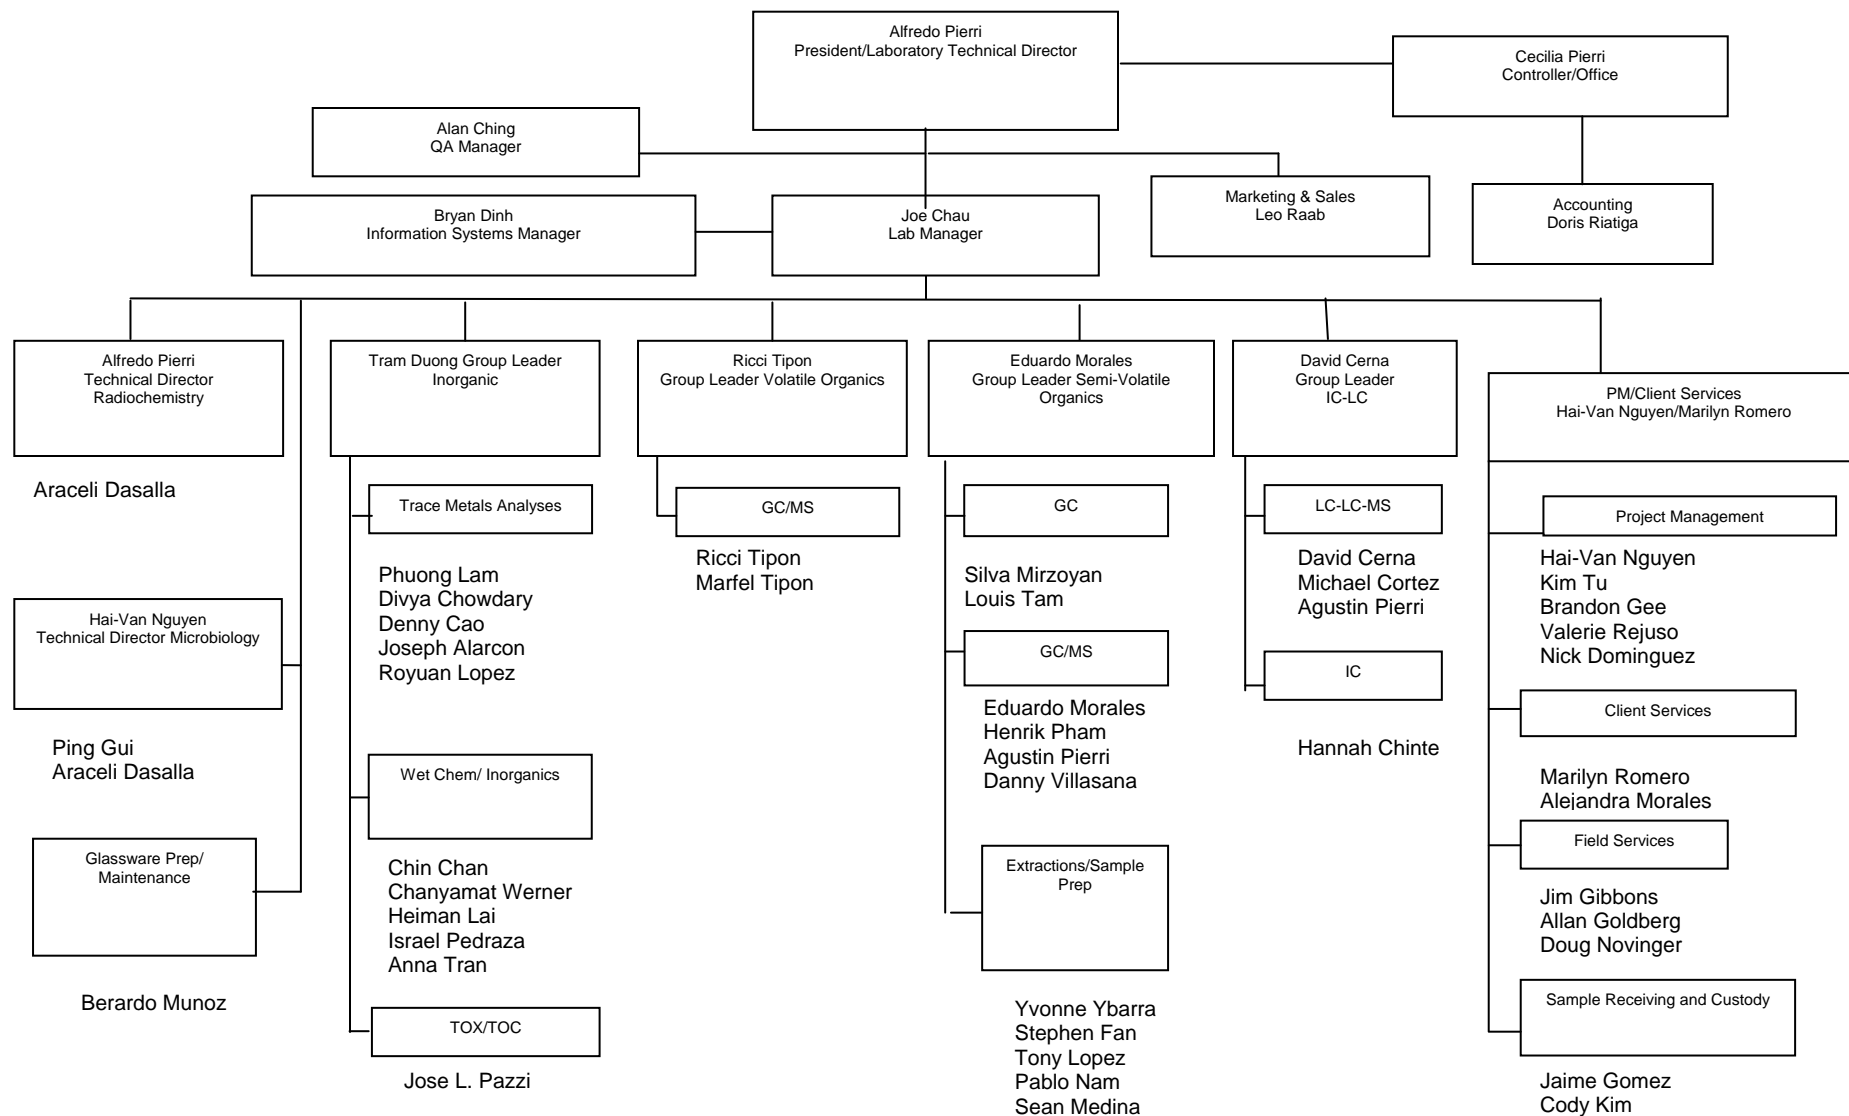 Alfredo Pierri
President/Laboratory Technical Director
Cecilia Pierri
Controller/Office
Alan Ching
QA Manager
Marketing & Sales
Leo Raab
Accounting
Doris Riatiga
Bryan Dinh
Information Systems Manager
Joe Chau
Lab Manager
Alfredo Pierri
Technical Director
Radiochemistry
Araceli Dasalla
Hai-Van Nguyen
Technical Director Microbiology
Ping Gui
Araceli Dasalla
Glassware Prep/
Maintenance
Berardo Munoz
Tram Duong Group Leader
Inorganic
Trace Metals Analyses
Phuong Lam
Divya Chowdary
Denny Cao
Joseph Alarcon
Royuan Lopez
Wet Chem/ Inorganics
Chin Chan
Chanyamat Werner
Heiman Lai
Israel Pedraza
Anna Tran
TOX/TOC
Jose L. Pazzi
Ricci Tipon
Group Leader Volatile Organics
GC/MS
Ricci Tipon
Marfel Tipon
Eduardo Morales
Group Leader Semi-Volatile
Organics
GC
Silva Mirzoyan
Louis Tam
GC/MS
Eduardo Morales
Henrik Pham
Agustin Pierri
Danny Villasana
Extractions/Sample
Prep
Yvonne Ybarra
Stephen Fan
Tony Lopez
Pablo Nam
Sean Medina
David Cerna
Group Leader
IC-LC
LC-LC-MS
David Cerna
Michael Cortez
Agustin Pierri
IC
Hannah Chinte
PM/Client Services
Hai-Van Nguyen/Marilyn Romero
Project Management
Hai-Van Nguyen
Kim Tu
Brandon Gee
Valerie Rejuso
Nick Dominguez
Client Services
Marilyn Romero
Alejandra Morales
Field Services
Jim Gibbons
Allan Goldberg
Doug Novinger
Sample Receiving and Custody
Jaime Gomez
Cody Kim